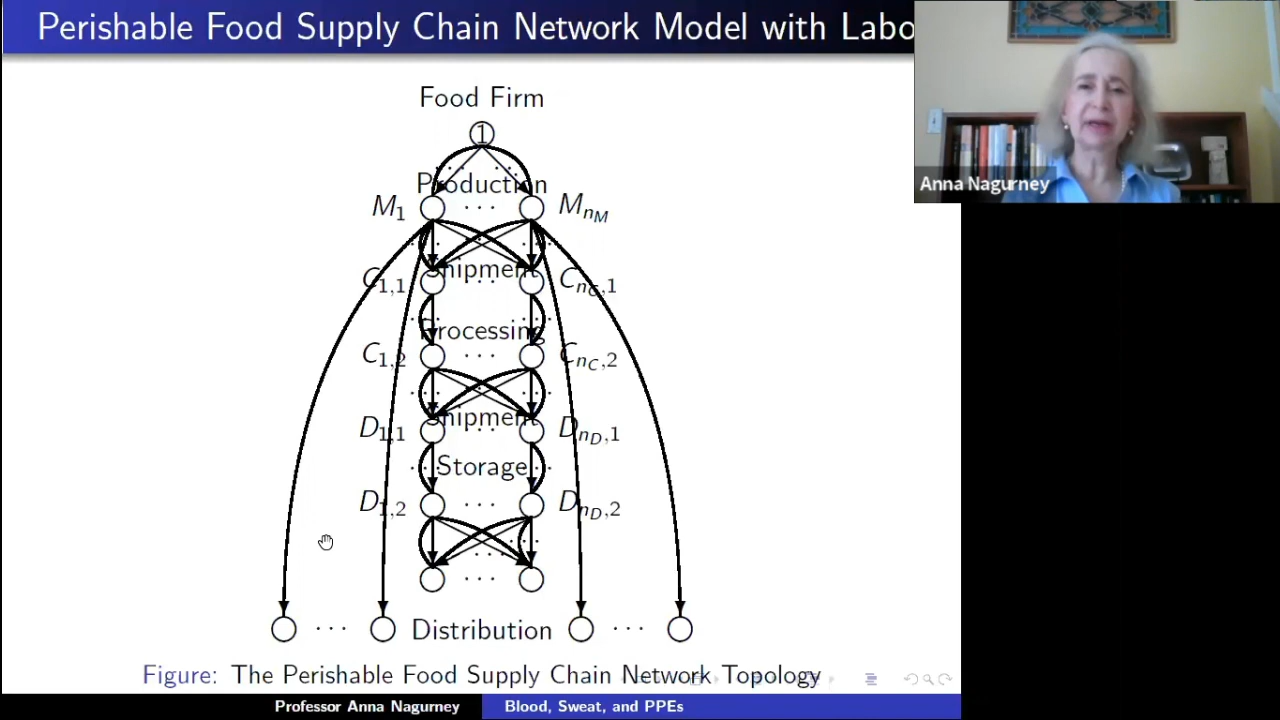 Perishable Food Supply Chain Network Model with Labo
Food Firm
1
Production
M1 ··· MnM
Shipment
C1,1 ··· CnC,1
Processing
C1,2 ··· CnC,2
Shipment
D1,1 ··· DnD,1
Storage
D1,2 ··· DnD,2
···
··· Distribution ···
Figure: The Perishable Food Supply Chain Network Topology
Professor Anna Nagurney Blood, Sweat, and PPEs
Anna Nagurney